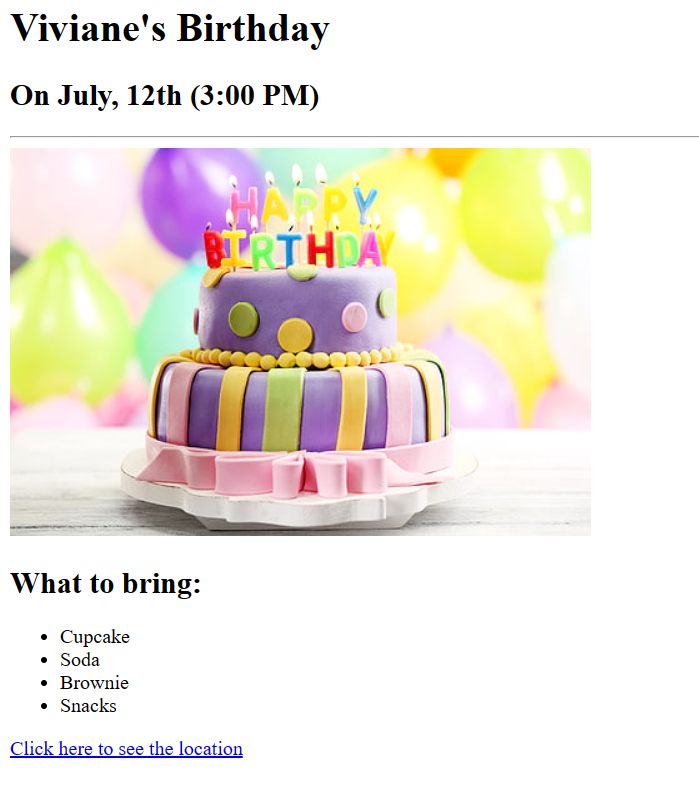 Viviane's Birthday
On July, 12th (3:00 PM)
HAPPY
BIRTHDAY
What to bring:
Cupcake
Soda
Brownie
Snacks
Click here to see the location